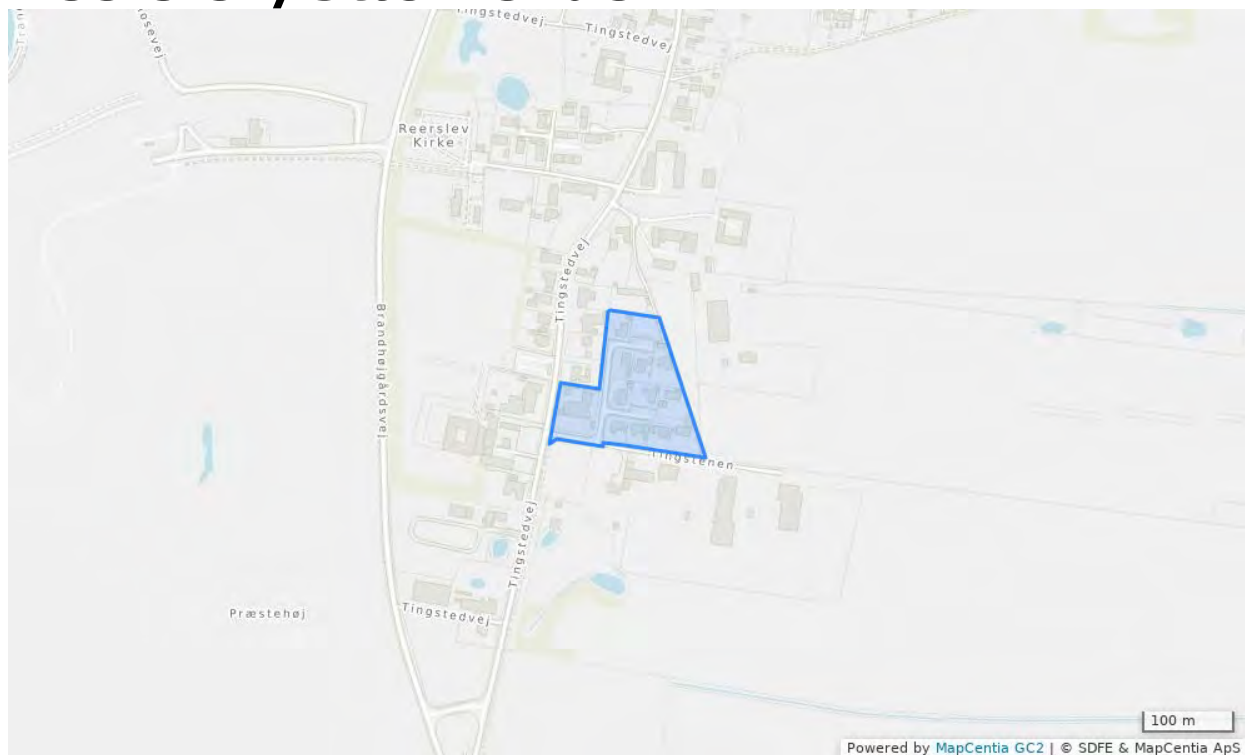 Tingstedvej
Tingstedvej
Reerslev
Kirke
Tingstedvej
Brandhøjgårdsvej
Tingstenen
Tingstedvej
Præstehøj
Tingstedvej
100 m
Powered by MapCentia GC2 | © SDFE & MapCentia ApS